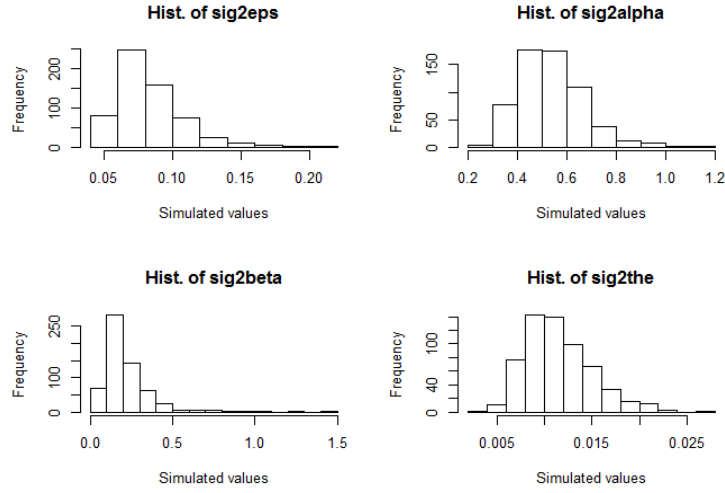 Hist. of sig2eps
Frequency
0 100 200
0.05 0.10 0.15 0.20
Simulated values
Hist. of sig2alpha
Frequency
0 50 150
0.2 0.4 0.6 0.8 1.0 1.2
Simulated values
Hist. of sig2beta
Frequency
0 100 250
0.0 0.5 1.0 1.5
Simulated values
Hist. of sig2the
Frequency
0 40 100
0.005 0.015 0.025
Simulated values